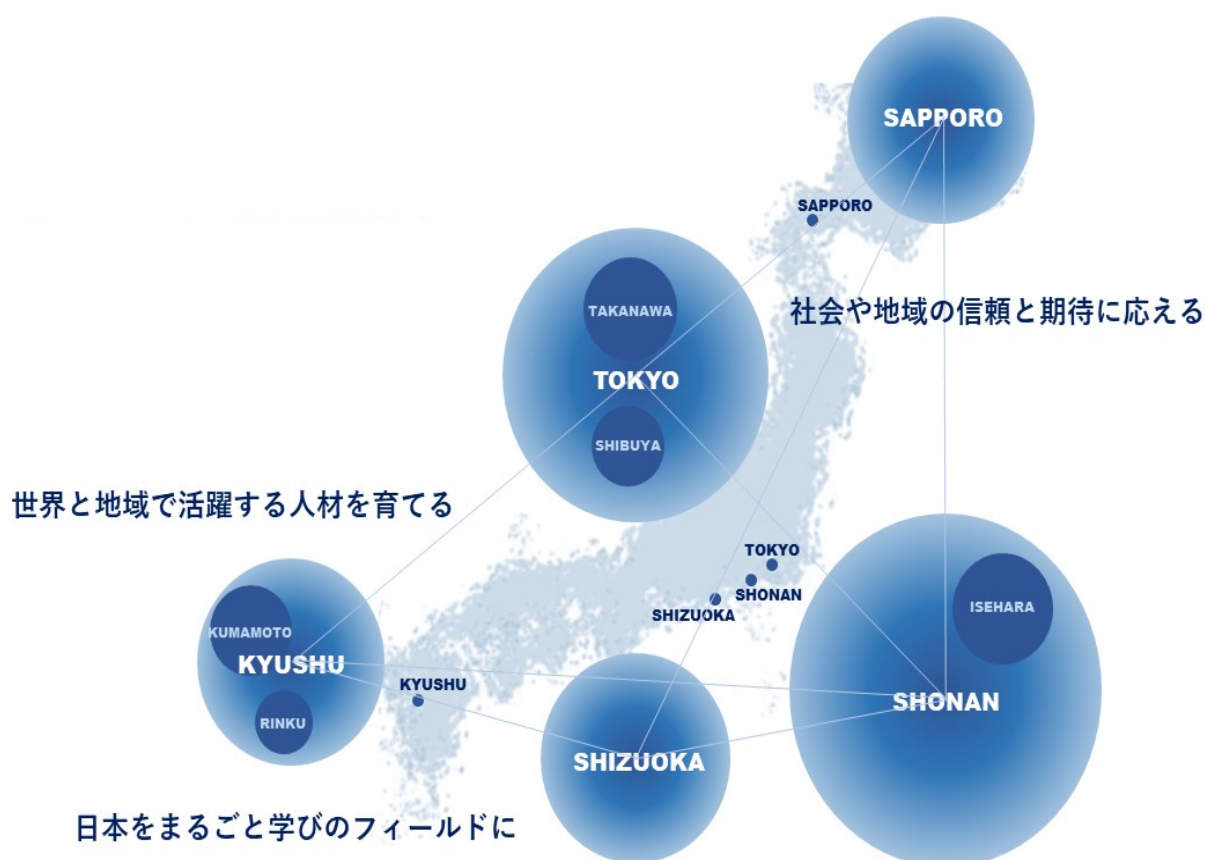 SAPPORO
SAPPORO
TAKANAWA
社会や地域の信頼と期待に応える
TOKYO
SHIBUYA
世界と地域で活躍する人材を育てる
TOKYO
SHONAN
SHIZUOKA
ISEHARA
KUMAMOTO
KYUSHU
KYUSHU
RINKU
SHONAN
SHIZUOKA
日本をまるごと学びのフィールドに